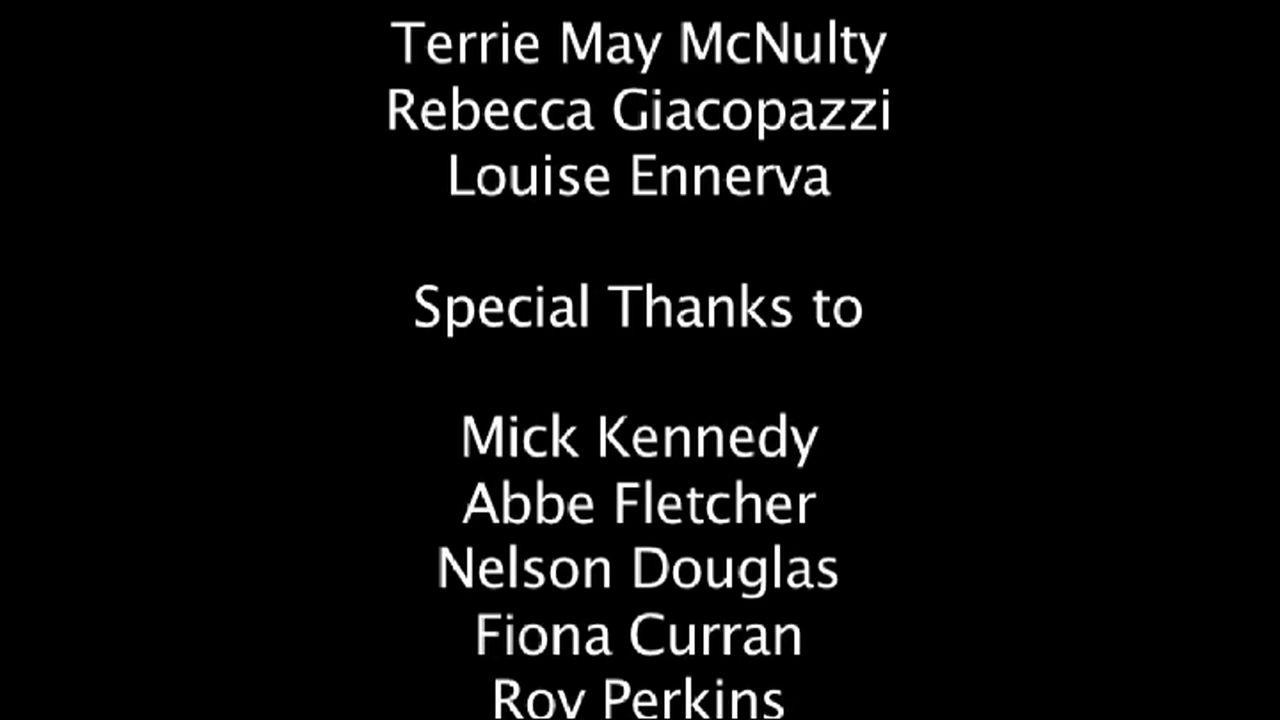 Terrie May McNulty
Rebecca Giacopazzi
Louise Ennerva
Special Thanks to
Mick Kennedy
Abbe Fletcher
Nelson Douglas
Fiona Curran
Roy Perkins